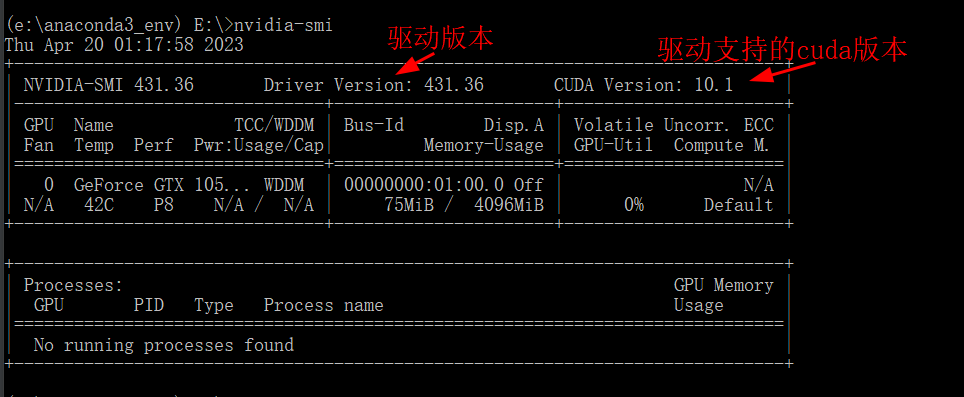 (e:\anaconda3_env) E:\>nvidia-smi
Thu Apr 20 01:17:58 2023
驱动版本
驱动支持的cuda版本
NVIDIA-SMI 431.36 Driver Version: 431.36 CUDA Version: 10.1
GPU Name TCC/WDDM Bus-Id Disp.A Volatile Uncorr. ECC
Fan Temp Perf Pwr:Usage/Cap Memory-Usage GPU-Util Compute M.
0 GeForce GTX 105... WDDM 00000000:01:00.0 Off N/A
N/A 42C P8 N/A / N/A 75MiB / 4096MiB 0% Default
Processes: GPU Memory
GPU PID Type Process name Usage
No running processes found